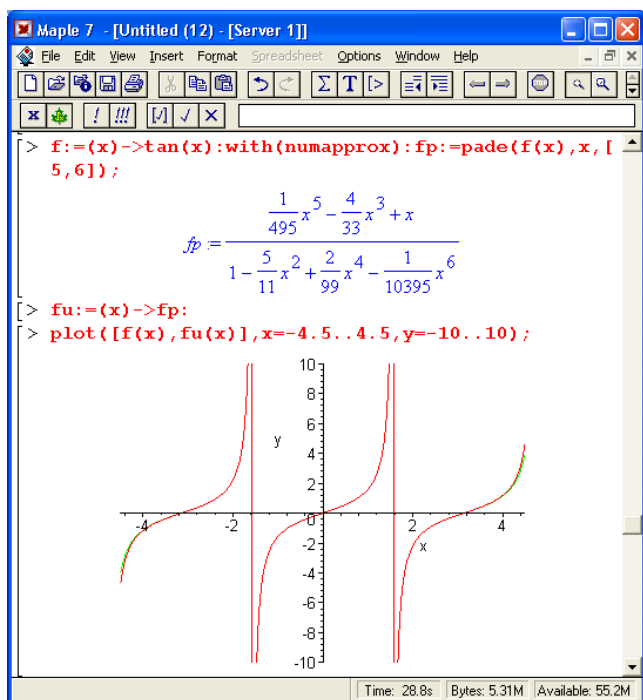 Maple 7 - [Untitled (12) - [Server 1]]
File Edit View Insert Format Spreadsheet Options Window Help
Σ T [>
x ! !!! [√] √ ×
> f:=(x)->tan(x):with(numapprox):fp:=pade(f(x),x,[
5,6]);
fp := (1/495 x^5 - 4/33 x^3 + x) / (1 - 5/11 x^2 + 2/99 x^4 - 1/10395 x^6)
> fu:=(x)->fp:
> plot([f(x),fu(x)],x=-4.5..4.5,y=-10..10);
10
8
y
6
4
2
-4 -2 0 2 4
x
-2
-4
-6
-8
-10
Time: 28.8s Bytes: 5.31M Available: 55.2M